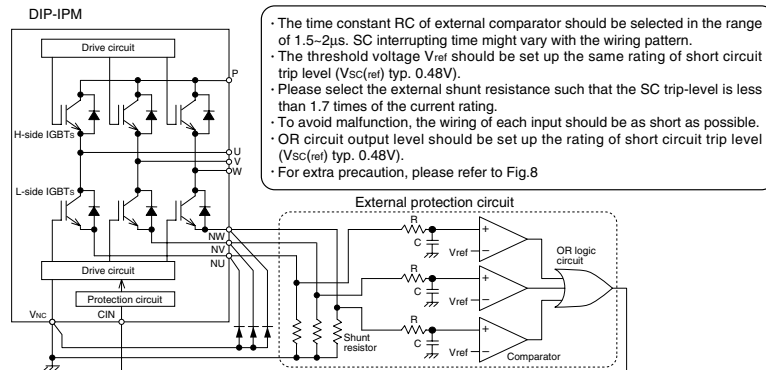 DIP-IPM
Drive circuit
P
H-side IGBTs
U
V
W
L-side IGBTs
NW
NV
NU
Drive circuit
Protection circuit
VNC
CIN
· The time constant RC of external comparator should be selected in the range
of 1.5~2μs. SC interrupting time might vary with the wiring pattern.
· The threshold voltage Vref should be set up the same rating of short circuit
trip level (VSC(ref) typ. 0.48V).
· Please select the external shunt resistance such that the SC trip-level is less
than 1.7 times of the current rating.
· To avoid malfunction, the wiring of each input should be as short as possible.
· OR circuit output level should be set up the rating of short circuit trip level
(VSC(ref) typ. 0.48V).
· For extra precaution, please refer to Fig.8
External protection circuit
R
C
Vref
+
−
OR logic
circuit
R
C
Vref
+
−
R
C
Vref
+
−
Comparator
Shunt
resistor